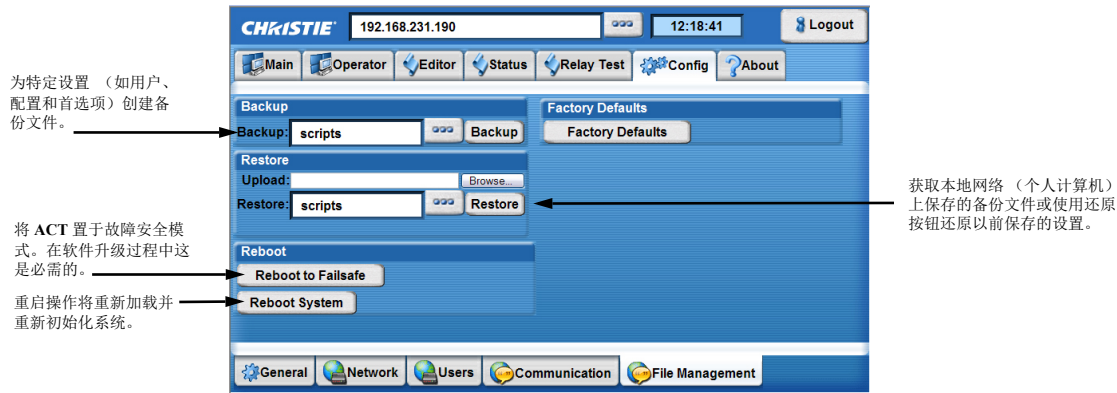 CHRISTIE 192.168.231.190 12:18:41 Logout
Main Operator Editor Status Relay Test Config About
为特定设置 (如用户、
配置和首选项) 创建备
份文件。
Backup
Backup: scripts Backup
Factory Defaults
Factory Defaults
Restore
Upload: Browse...
Restore: scripts Restore
获取本地网络 (个人计算机)
上保存的备份文件或使用还原
按钮还原以前保存的设置。
将 ACT 置于故障安全模
式。在软件升级过程中这
是必需的。
Reboot
Reboot to Failsafe
Reboot System
重启操作将重新加载并
重新初始化系统。
General Network Users Communication File Management